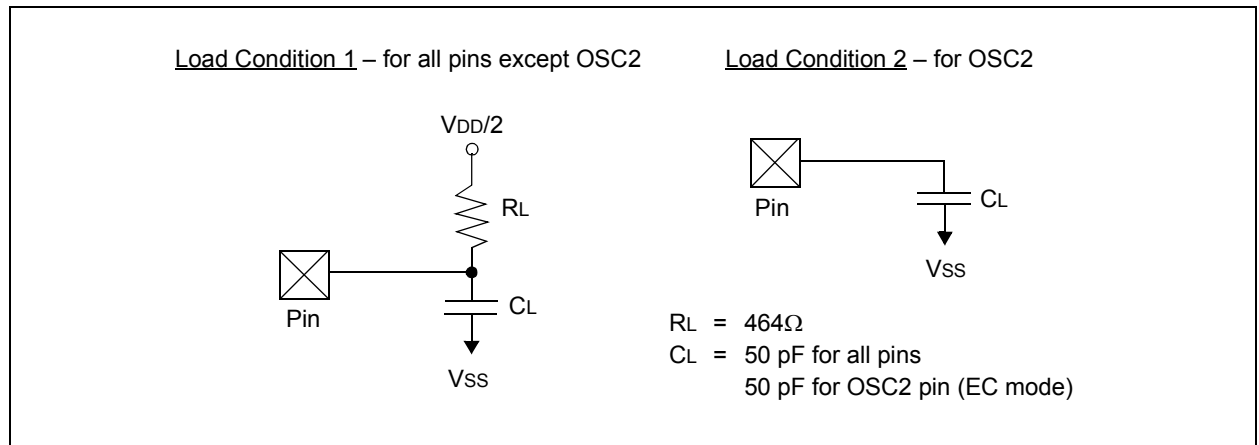 Load Condition 1 – for all pins except OSC2
Load Condition 2 – for OSC2
VDD/2
RL
Pin
CL
VSS
Pin
CL
VSS
RL = 464Ω
CL = 50 pF for all pins
50 pF for OSC2 pin (EC mode)